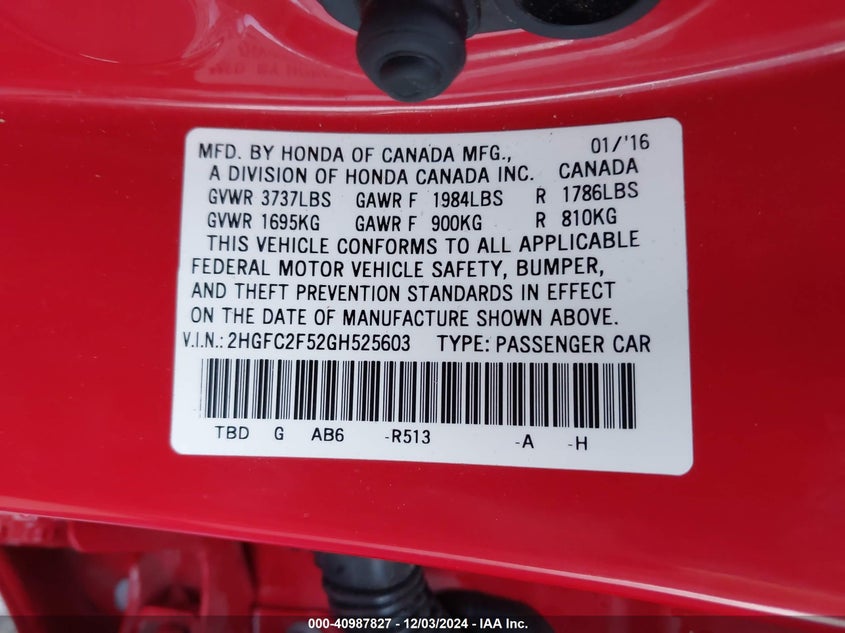 01/'16
MFD. BY HONDA OF CANADA MFG.,
A DIVISION OF HONDA CANADA INC. CANADA
GVWR 3737LBS GAWR F 1984LBS R 1786LBS
GVWR 1695KG GAWR F 900KG R 810KG
THIS VEHICLE CONFORMS TO ALL APPLICABLE
FEDERAL MOTOR VEHICLE SAFETY, BUMPER,
AND THEFT PREVENTION STANDARDS IN EFFECT
ON THE DATE OF MANUFACTURE SHOWN ABOVE.
V.I.N.: 2HGFC2F52GH525603 TYPE: PASSENGER CAR
TBD G AB6 -R513 -A -H
000-40987827 - 12/03/2024 - IAA Inc.